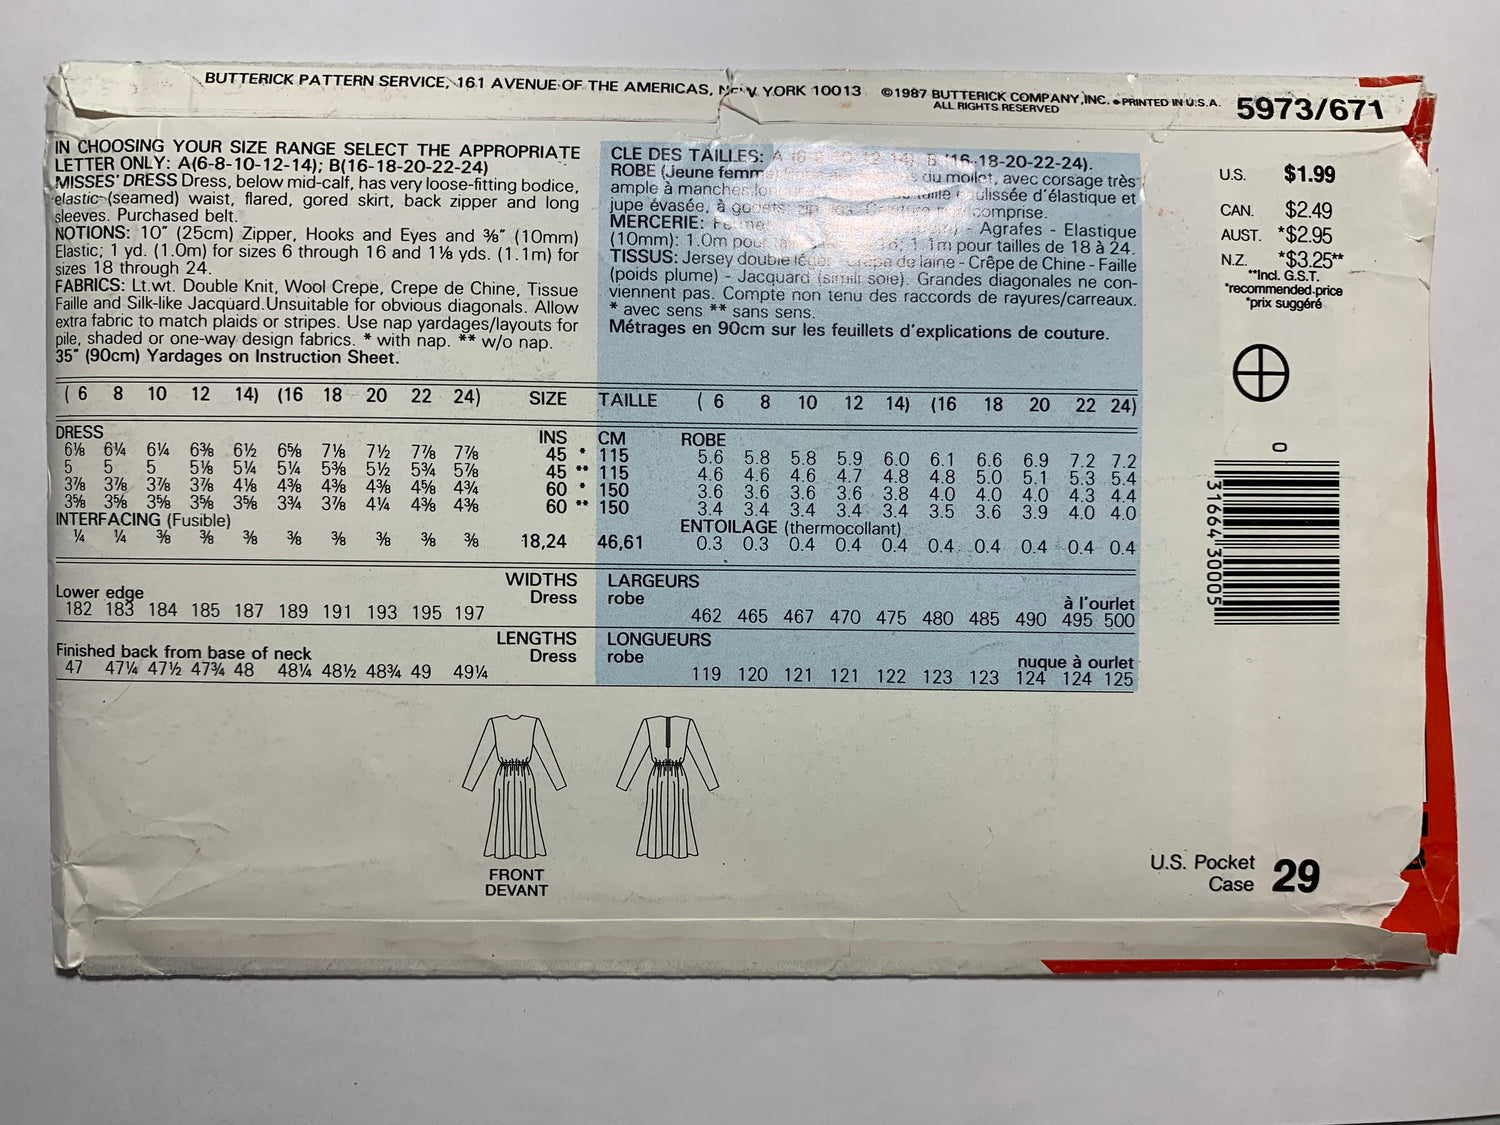 BUTTERICK PATTERN SERVICE, 161 AVENUE OF THE AMERICAS, NEW YORK 10013 ©1987 BUTTERICK COMPANY, INC. • PRINTED IN U.S.A.
ALL RIGHTS RESERVED
5973/671
IN CHOOSING YOUR SIZE RANGE SELECT THE APPROPRIATE
LETTER ONLY: A(6-8-10-12-14); B(16-18-20-22-24)
MISSES' DRESS Dress, below mid-calf, has very loose-fitting bodice,
elastic (seamed) waist, flared, gored skirt, back zipper and long
sleeves. Purchased belt.
NOTIONS: 10" (25cm) Zipper, Hooks and Eyes and ⅜" (10mm)
Elastic; 1 yd. (1.0m) for sizes 6 through 16 and 1⅛ yds. (1.1m) for
sizes 18 through 24.
FABRICS: Lt.wt. Double Knit, Wool Crepe, Crepe de Chine, Tissue
Faille and Silk-like Jacquard.Unsuitable for obvious diagonals. Allow
extra fabric to match plaids or stripes. Use nap yardages/layouts for
pile, shaded or one-way design fabrics. * with nap. ** w/o nap.
35" (90cm) Yardages on Instruction Sheet.
CLE DES TAILLES: A 12-14) B (16-18-20-22-24).
ROBE (Jeune femme) du mollet, avec corsage très
ample à manches taille coulissée d'élastique et
jupe évasée, à godets, zip comprise.
MERCERIE: - Agrafes - Elastique
(10mm): 1.0m pour 16; 1.1m pour tailles de 18 à 24.
TISSUS: Jersey double léger - Crêpe de laine - Crêpe de Chine - Faille
(poids plume) - Jacquard (simili soie). Grandes diagonales ne con-
viennent pas. Compte non tenu des raccords de rayures/carreaux.
* avec sens ** sans sens.
Métrages en 90cm sur les feuillets d'explications de couture.
( 6 8 10 12 14) (16 18 20 22 24) SIZE TAILLE ( 6 8 10 12 14) (16 18 20 22 24)
DRESS INS CM ROBE
6⅛ 6¼ 6¼ 6⅜ 6½ 6⅝ 7⅛ 7½ 7⅞ 7⅞ 45 * 115 5.6 5.8 5.8 5.9 6.0 6.1 6.6 6.9 7.2 7.2
5 5 5 5⅛ 5¼ 5¼ 5⅜ 5½ 5¾ 5⅞ 45 ** 115 4.6 4.6 4.6 4.7 4.8 4.8 5.0 5.1 5.3 5.4
3⅞ 3⅞ 3⅞ 3⅞ 4⅛ 4⅜ 4⅜ 4⅜ 4⅝ 4¾ 60 * 150 3.6 3.6 3.6 3.6 3.8 4.0 4.0 4.0 4.3 4.4
3⅝ 3⅝ 3⅝ 3⅝ 3⅝ 3¾ 3⅞ 4¼ 4⅜ 4⅜ 60 ** 150 3.4 3.4 3.4 3.4 3.4 3.5 3.6 3.9 4.0 4.0
INTERFACING (Fusible) ENTOILAGE (thermocollant)
¼ ¼ ⅜ ⅜ ⅜ ⅜ ⅜ ⅜ ⅜ ⅜ 18,24 46,61 0.3 0.3 0.4 0.4 0.4 0.4 0.4 0.4 0.4 0.4
WIDTHS LARGEURS
Lower edge Dress robe à l'ourlet
182 183 184 185 187 189 191 193 195 197 462 465 467 470 475 480 485 490 495 500
LENGTHS LONGUEURS
Finished back from base of neck Dress robe nuque à ourlet
47 47¼ 47½ 47¾ 48 48¼ 48½ 48¾ 49 49¼ 119 120 121 121 122 123 123 124 124 125
FRONT
DEVANT
U.S. $1.99
CAN. $2.49
AUST. *$2.95
N.Z. *$3.25**
**Incl. G.S.T.
*recommended price
*prix suggéré
0
31664 30005
U.S. Pocket
Case 29